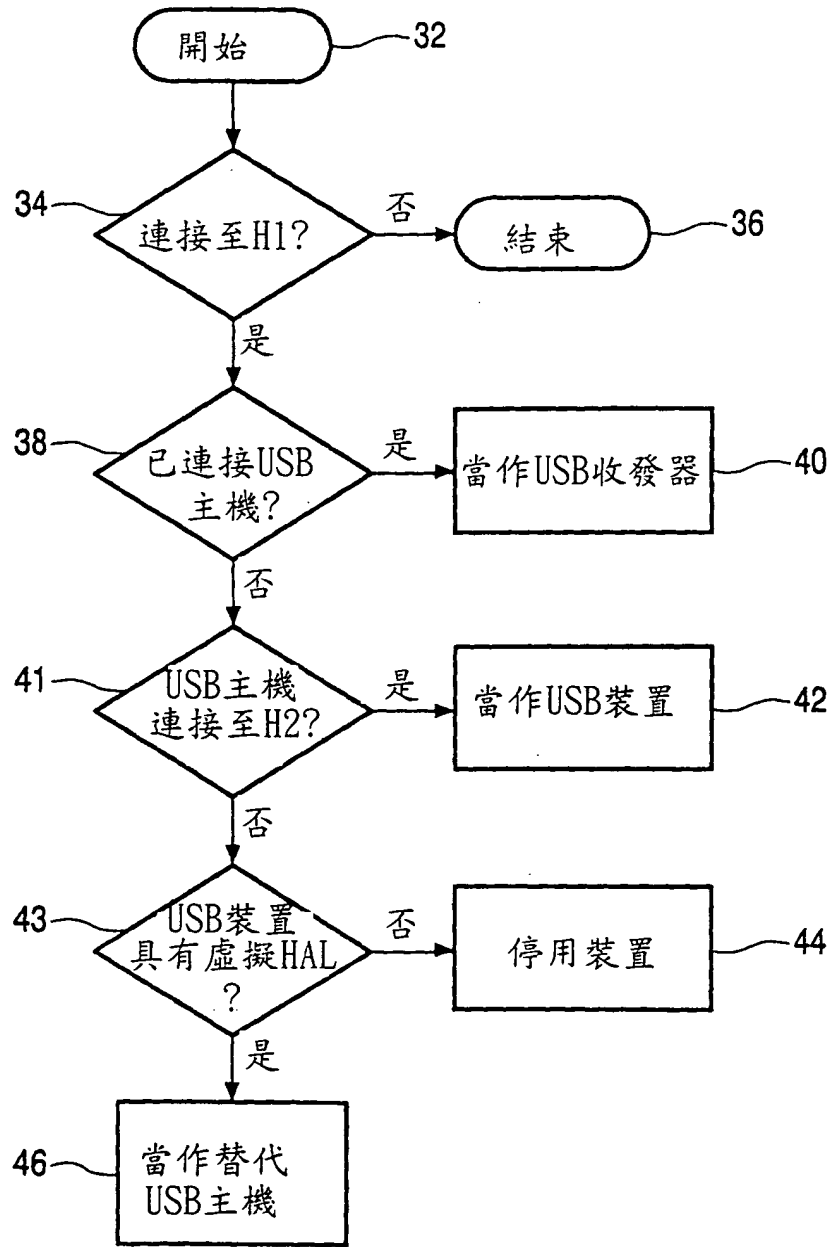 開始
32
34
連接至H1?
否
結束
36
是
38
已連接USB
主機?
是
當作USB收發器
40
否
41
USB主機
連接至H2?
是
當作USB裝置
42
否
43
USB裝置
具有虛擬HAL
?
否
停用裝置
44
是
46
當作替代
USB主機